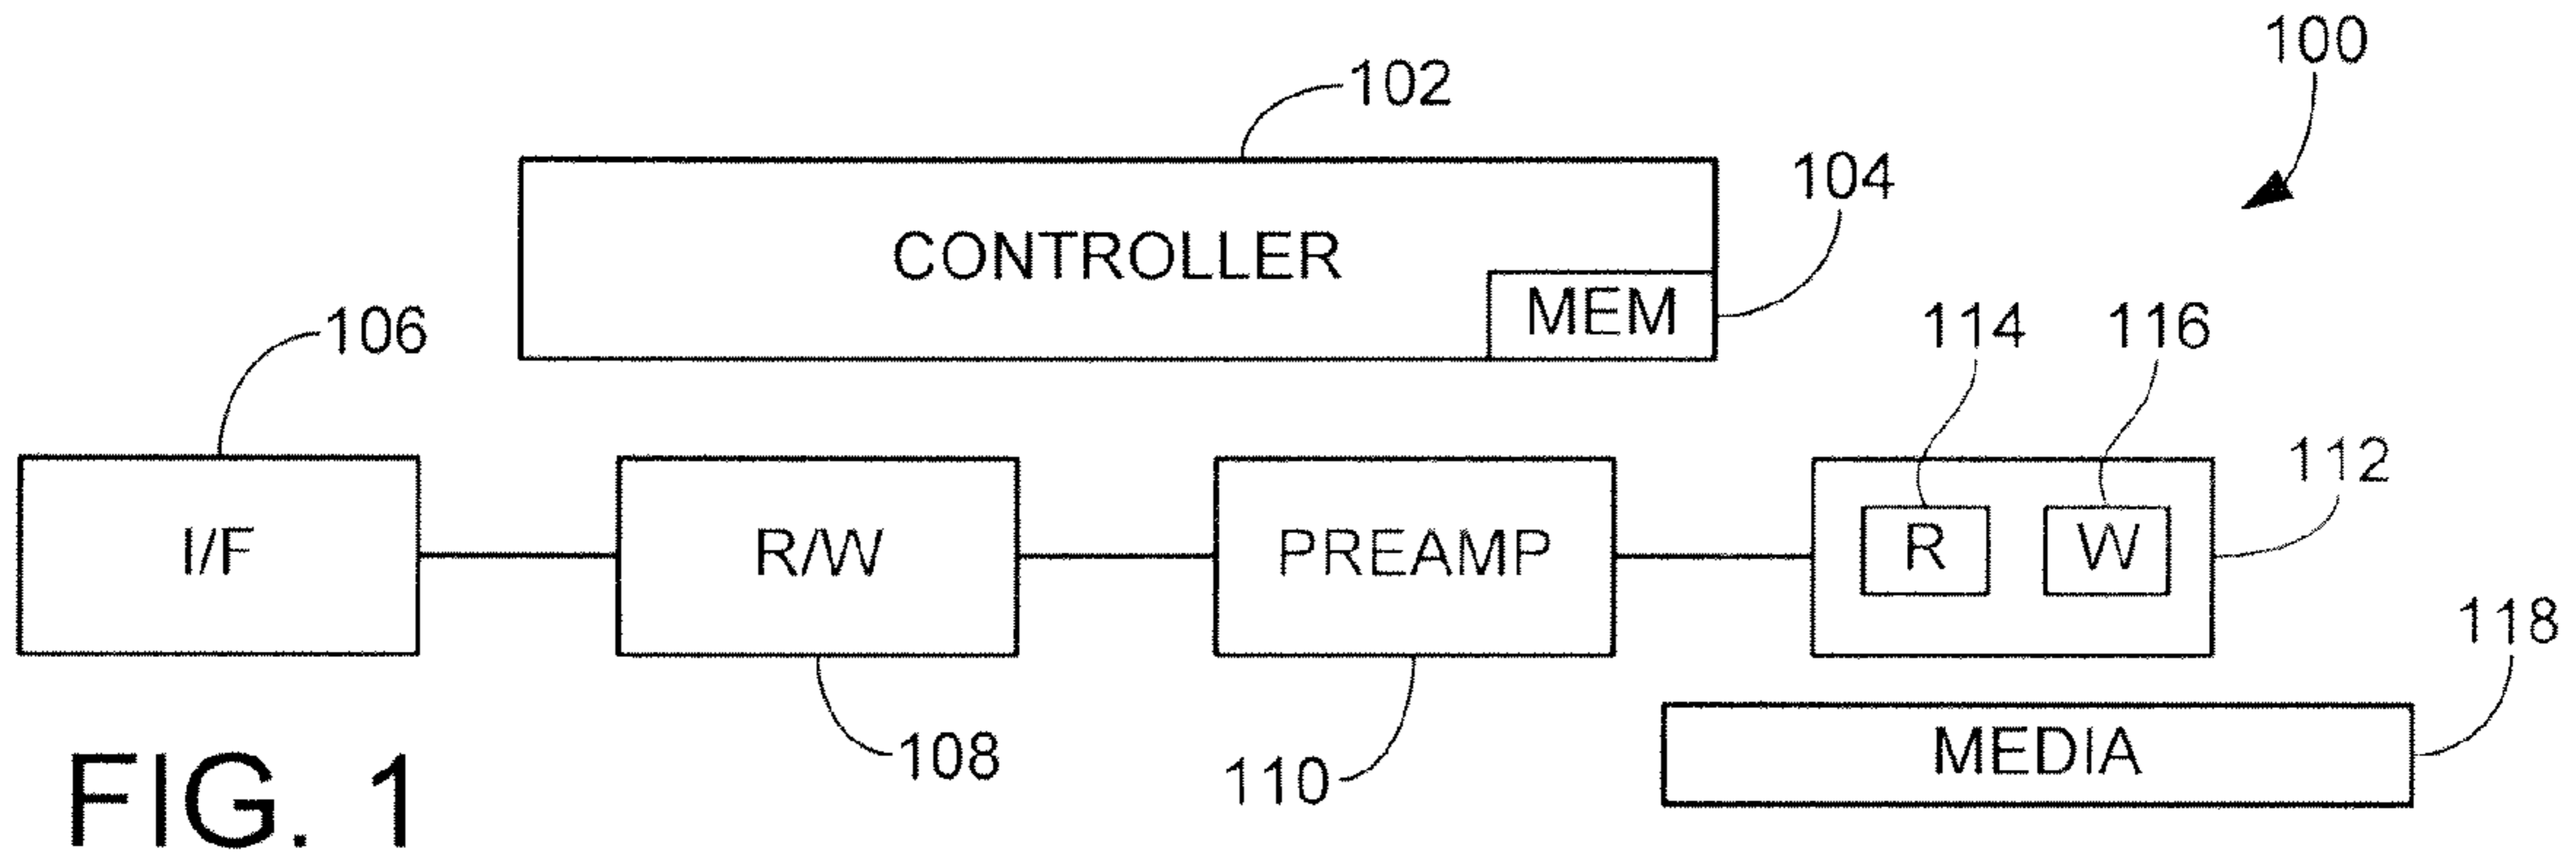 100
102
104
CONTROLLER
MEM
106
114
116
112
I/F
R/W
PREAMP
R
W
118
108
110
MEDIA
FIG. 1